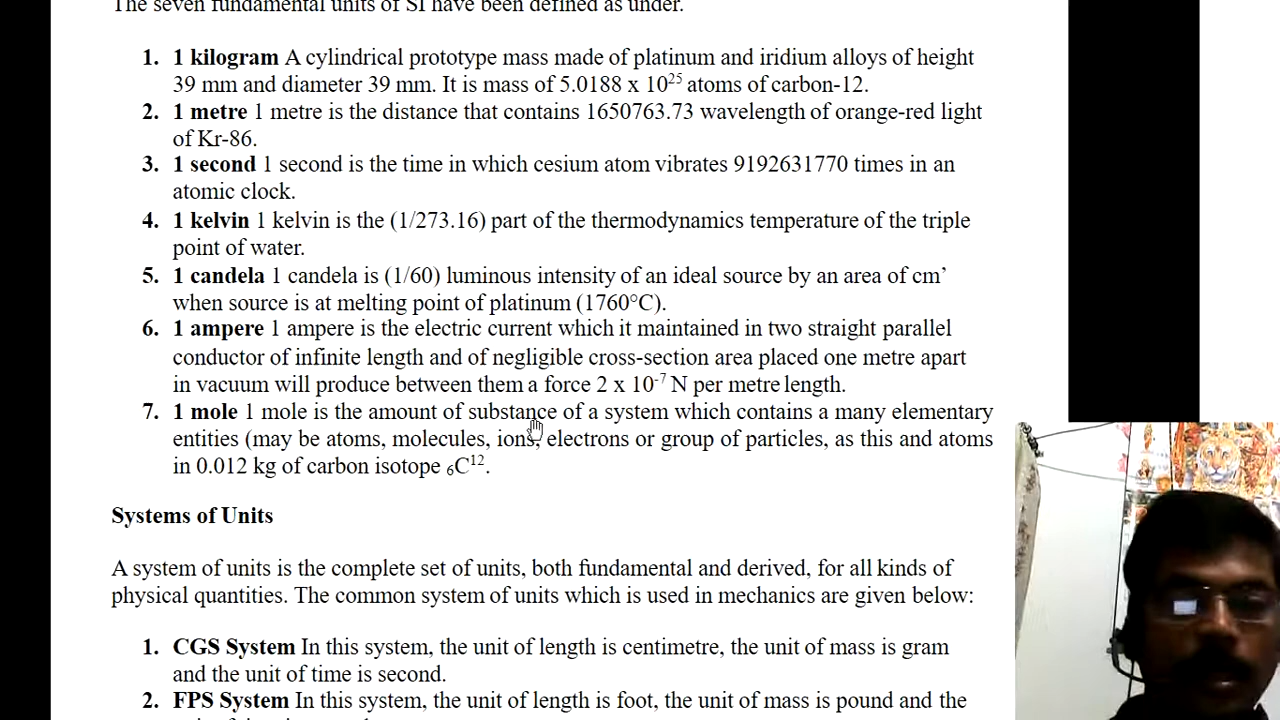 The seven fundamental units of SI have been defined as under.
1. 1 kilogram A cylindrical prototype mass made of platinum and iridium alloys of height
39 mm and diameter 39 mm. It is mass of 5.0188 x 10²⁵ atoms of carbon-12.
2. 1 metre 1 metre is the distance that contains 1650763.73 wavelength of orange-red light
of Kr-86.
3. 1 second 1 second is the time in which cesium atom vibrates 9192631770 times in an
atomic clock.
4. 1 kelvin 1 kelvin is the (1/273.16) part of the thermodynamics temperature of the triple
point of water.
5. 1 candela 1 candela is (1/60) luminous intensity of an ideal source by an area of cm’
when source is at melting point of platinum (1760°C).
6. 1 ampere 1 ampere is the electric current which it maintained in two straight parallel
conductor of infinite length and of negligible cross-section area placed one metre apart
in vacuum will produce between them a force 2 x 10⁻⁷ N per metre length.
7. 1 mole 1 mole is the amount of substance of a system which contains a many elementary
entities (may be atoms, molecules, ions, electrons or group of particles, as this and atoms
in 0.012 kg of carbon isotope ₆C¹².
Systems of Units
A system of units is the complete set of units, both fundamental and derived, for all kinds of
physical quantities. The common system of units which is used in mechanics are given below:
1. CGS System In this system, the unit of length is centimetre, the unit of mass is gram
and the unit of time is second.
2. FPS System In this system, the unit of length is foot, the unit of mass is pound and the